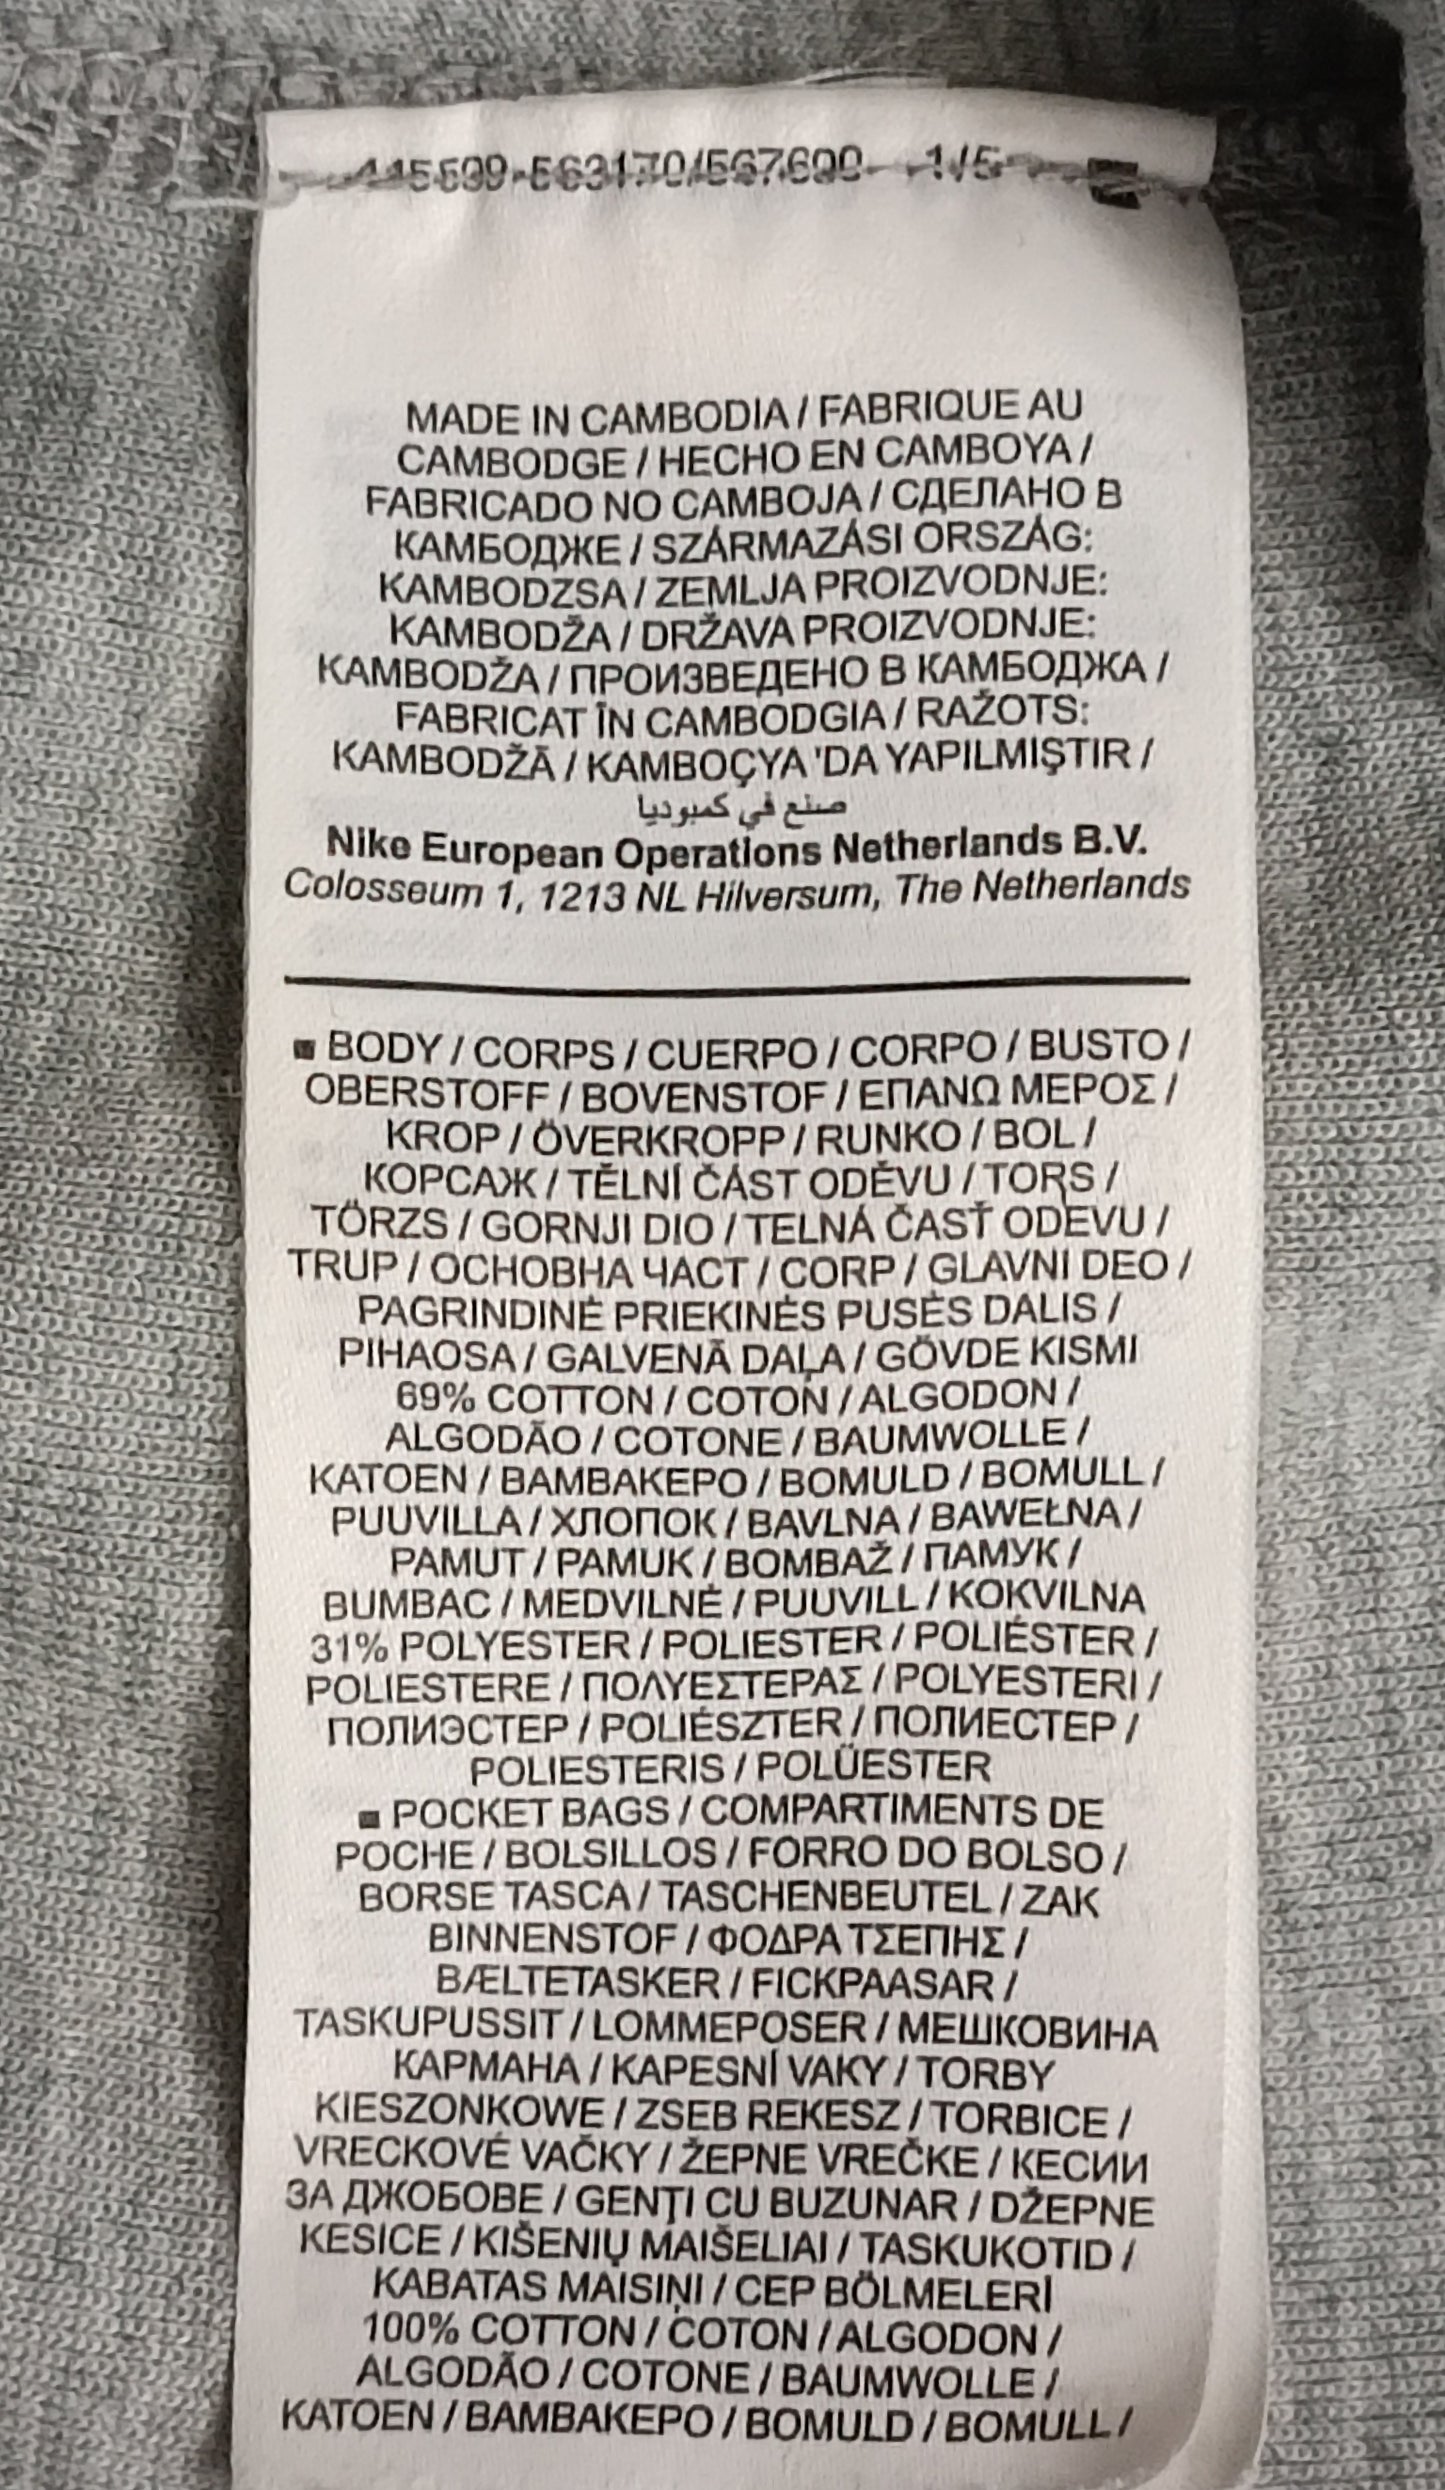 MADE IN CAMBODIA / FABRIQUE AU
CAMBODGE / HECHO EN CAMBOYA /
FABRICADO NO CAMBOJA / СДЕЛАНО В
КАМБОДЖЕ / SZÁRMAZÁSI ORSZÁG:
KAMBODZSA / ZEMLJA PROIZVODNJE:
KAMBODŽA / DRŽAVA PROIZVODNJE:
KAMBODŽA / ПРОИЗВЕДЕНО В КАМБОДЖА /
FABRICAT ÎN CAMBODGIA / RAŽOTS:
KAMBODŽĀ / KAMBOÇYA 'DA YAPILMIŞTIR /
صنع في كمبوديا
Nike European Operations Netherlands B.V.
Colosseum 1, 1213 NL Hilversum, The Netherlands
■ BODY / CORPS / CUERPO / CORPO / BUSTO /
OBERSTOFF / BOVENSTOF / ΕΠΑΝΩ ΜΕΡΟΣ /
KROP / ÖVERKROPP / RUNKO / BOL /
КОРСАЖ / TĚLNÍ ČÁST ODĚVU / TORS /
TÖRZS / GORNJI DIO / TELNÁ ČASŤ ODEVU /
TRUP / ОСНОВНА ЧАСТ / CORP / GLAVNI DEO /
PAGRINDINĖ PRIEKINĖS PUSĖS DALIS /
PIHAOSA / GALVENĀ DAĻA / GÖVDE KISMI
69% COTTON / COTON / ALGODON /
ALGODÃO / COTONE / BAUMWOLLE /
KATOEN / ΒΑΜΒΑΚΕΡΟ / BOMULD / BOMULL /
PUUVILLA / ХЛОПОК / BAVLNA / BAWEŁNA /
PAMUT / PAMUK / BOMBAŽ / ПАМУК /
BUMBAC / MEDVILNĖ / PUUVILL / KOKVILNA
31% POLYESTER / POLIESTER / POLIÉSTER /
POLIESTERE / ΠΟΛΥΕΣΤΕΡΑΣ / POLYESTERI /
ПОЛИЭСТЕР / POLIÉSZTER / ПОЛИЕСТЕР /
POLIESTERIS / POLÜESTER
■ POCKET BAGS / COMPARTIMENTS DE
POCHE / BOLSILLOS / FORRO DO BOLSO /
BORSE TASCA / TASCHENBEUTEL / ZAK
BINNENSTOF / ΦΟΔΡΑ ΤΣΕΠΗΣ /
BÆLTETASKER / FICKPAASAR /
TASKUPUSSIT / LOMMEPOSER / МЕШКОВИНА
КАРМАНА / KAPESNÍ VAKY / TORBY
KIESZONKOWE / ZSEB REKESZ / TORBICE /
VRECKOVÉ VAČKY / ŽEPNE VREČKE / КЕСИИ
ЗА ДЖОБОВЕ / GENŢI CU BUZUNAR / DŽEPNE
KESICE / KIŠENIŲ MAIŠELIAI / TASKUKOTID /
KABATAS MAISIŅI / CEP BÖLMELERİ
100% COTTON / COTON / ALGODON /
ALGODÃO / COTONE / BAUMWOLLE /
KATOEN / ΒΑΜΒΑΚΕΡΟ / BOMULD / BOMULL /